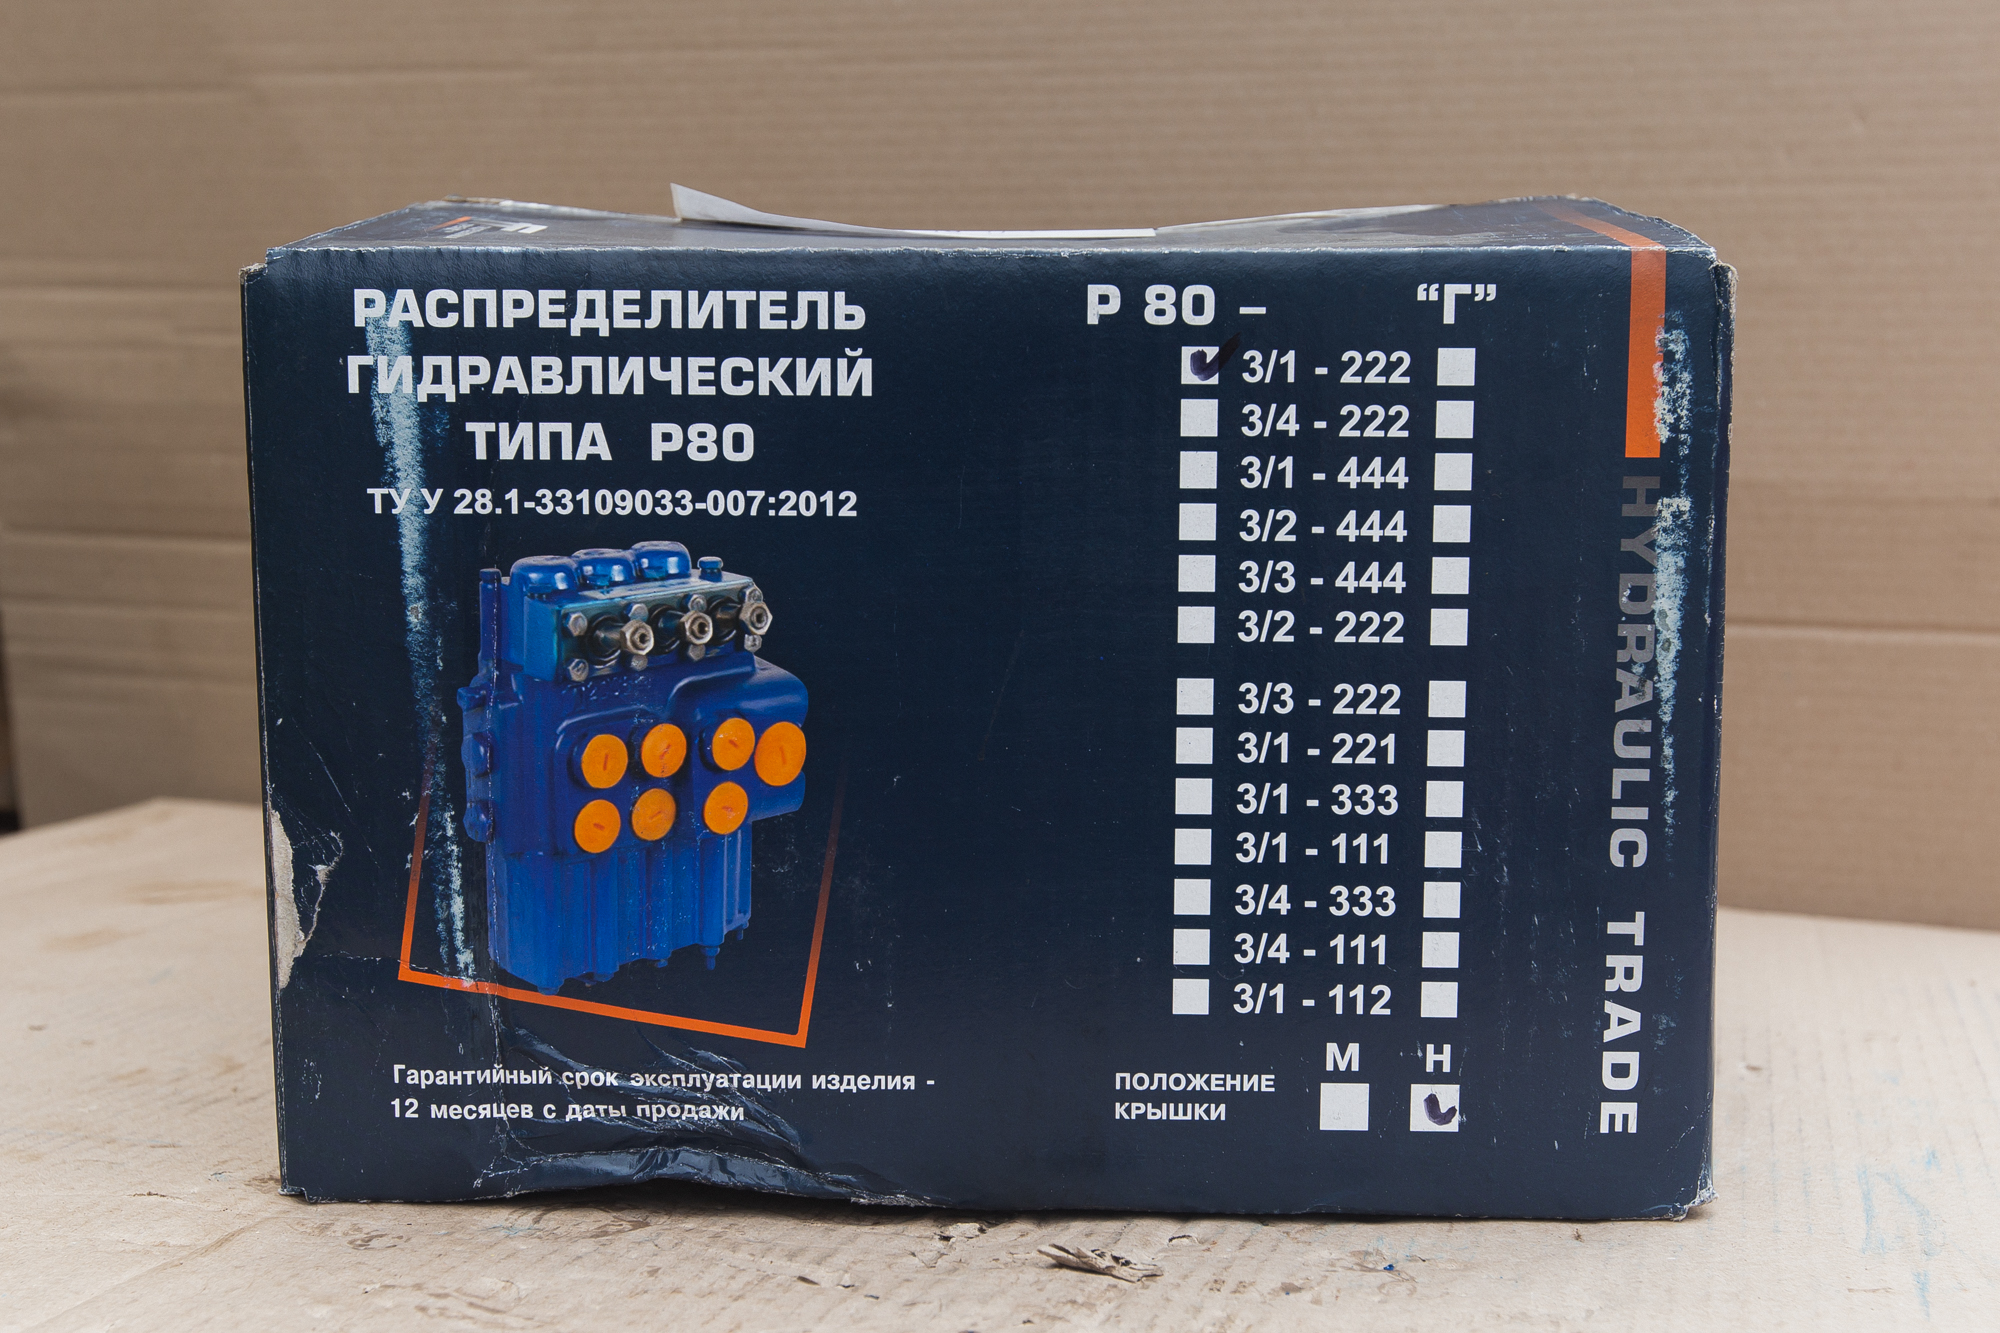 РАСПРЕДЕЛИТЕЛЬ
ГИДРАВЛИЧЕСКИЙ
ТИПА Р80
ТУ У 28.1-33109033-007:2012
Гарантийный срок эксплуатации изделия -
12 месяцев с даты продажи
Р 80 - “Г”
3/1 - 222
3/4 - 222
3/1 - 444
3/2 - 444
3/3 - 444
3/2 - 222
3/3 - 222
3/1 - 221
3/1 - 333
3/1 - 111
3/4 - 333
3/4 - 111
3/1 - 112
М Н
ПОЛОЖЕНИЕ
КРЫШКИ
HYDRAULIC TRADE